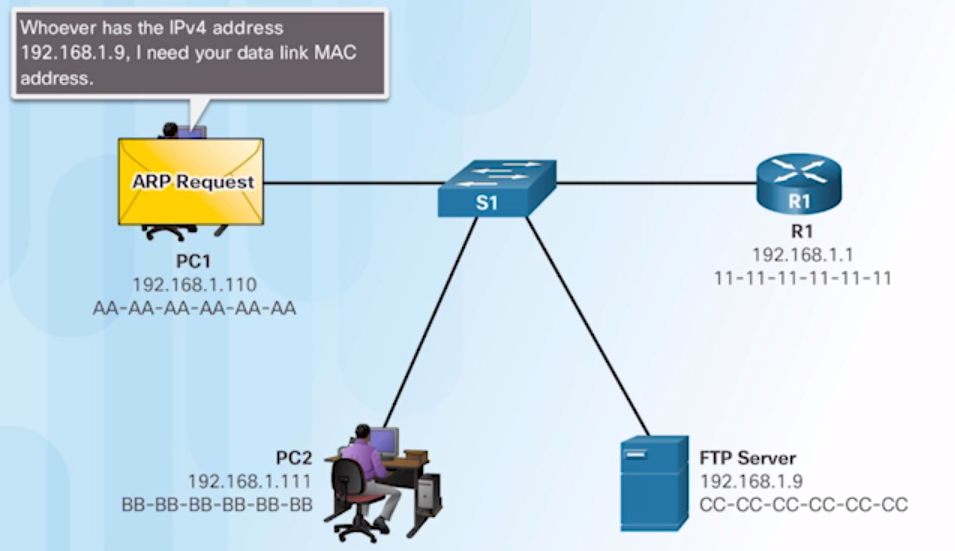 Whoever has the IPv4 address
192.168.1.9, I need your data link MAC
address.
ARP Request
S1
R1
R1
192.168.1.1
11-11-11-11-11-11
PC1
192.168.1.110
AA-AA-AA-AA-AA-AA
PC2
192.168.1.111
BB-BB-BB-BB-BB-BB
FTP Server
192.168.1.9
CC-CC-CC-CC-CC-CC